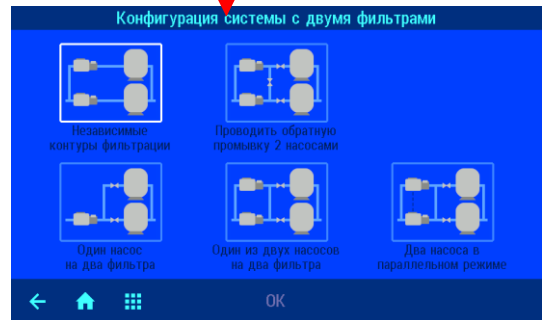 Конфигурация системы с двумя фильтрами
Независимые
контуры фильтрации
Проводить обратную
промывку 2 насосами
Один насос
на два фильтра
Один из двух насосов
на два фильтра
Два насоса в
параллельном режиме
OK